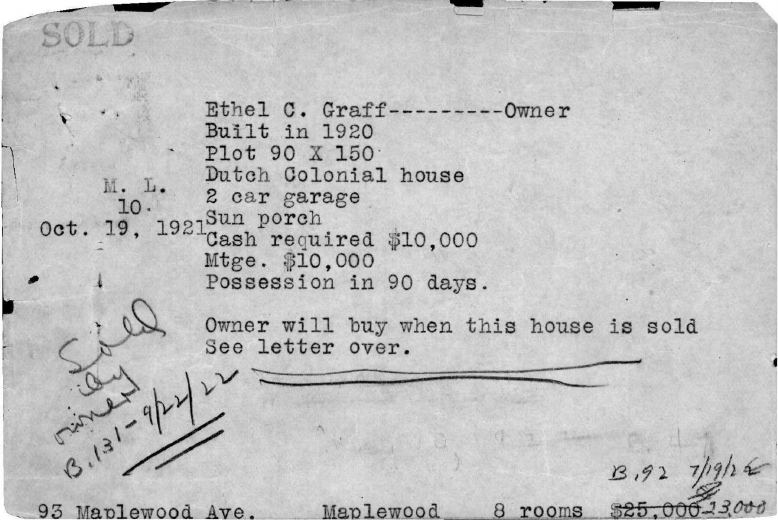 SOLD
Ethel C. Graff---------Owner
Built in 1920
Plot 90 X 150
Dutch Colonial house
M. L.
2 car garage
10.
Sun porch
Oct. 19, 1921
Cash required $10,000
Mtge. $10,000
Possession in 90 days.
Owner will buy when this house is sold
See letter over.
Sold
by
owner
B.131-9/22/22
B.92 7/19/22
93 Maplewood Ave. Maplewood 8 rooms $25,000 23,000